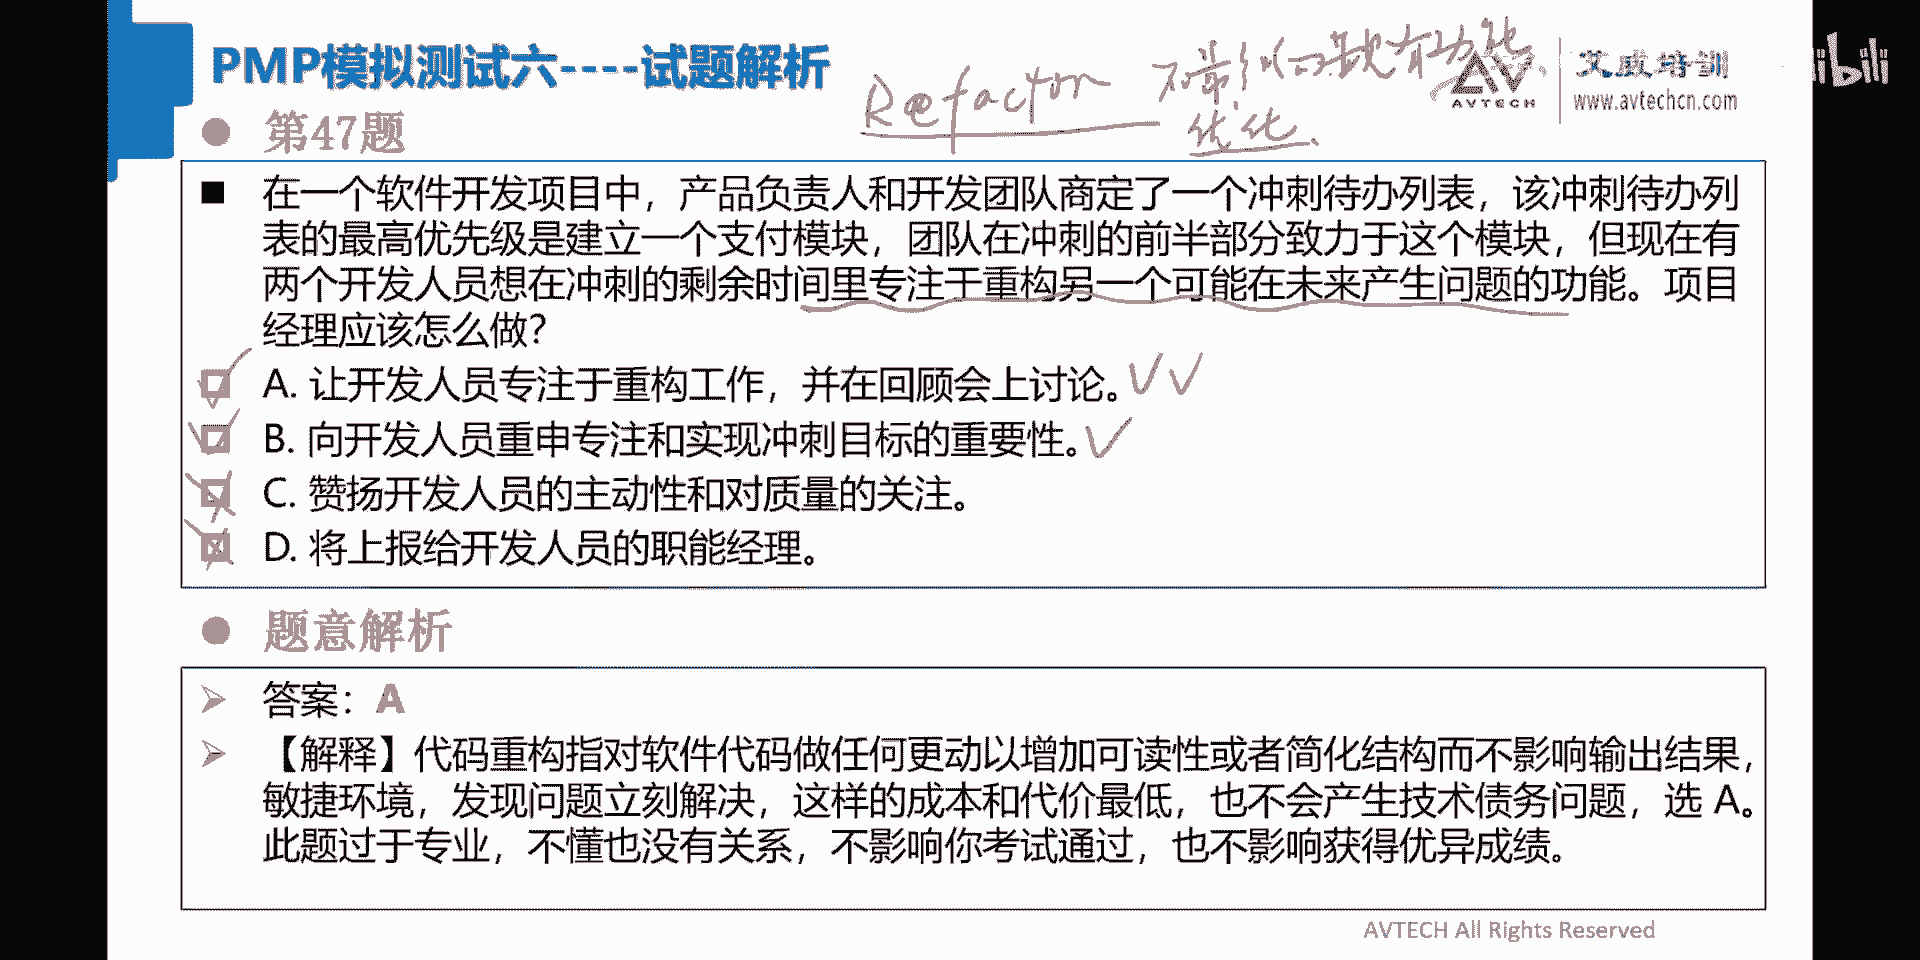 PMP模拟测试六----试题解析
Refactor 不影响现有功能、
优化.
AVTECH
艾威培训
www.avtechcn.com
bili
第47题
在一个软件开发项目中，产品负责人和开发团队商定了一个冲刺待办列表，该冲刺待办列
表的最高优先级是建立一个支付模块，团队在冲刺的前半部分致力于这个模块，但现在有
两个开发人员想在冲刺的剩余时间里专注于重构另一个可能在未来产生问题的功能。项目
经理应该怎么做?
A. 让开发人员专注于重构工作，并在回顾会上讨论。
B. 向开发人员重申专注和实现冲刺目标的重要性。
C. 赞扬开发人员的主动性和对质量的关注。
D. 将上报给开发人员的职能经理。
题意解析
答案：A
【解释】代码重构指对软件代码做任何更动以增加可读性或者简化结构而不影响输出结果，
敏捷环境，发现问题立刻解决，这样的成本和代价最低，也不会产生技术债务问题，选 A。
此题过于专业，不懂也没有关系，不影响你考试通过，也不影响获得优异成绩。
AVTECH All Rights Reserved